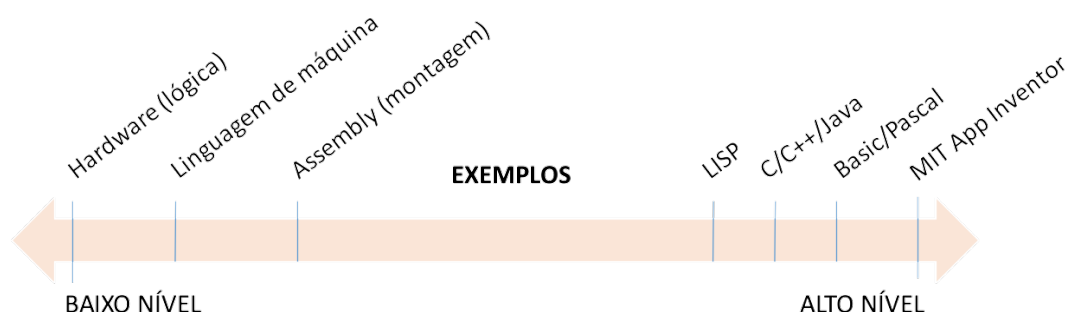 Hardware (lógica)
Linguagem de máquina
Assembly (montagem)
EXEMPLOS
LISP
C/C++/Java
Basic/Pascal
MIT App Inventor
BAIXO NÍVEL
ALTO NÍVEL